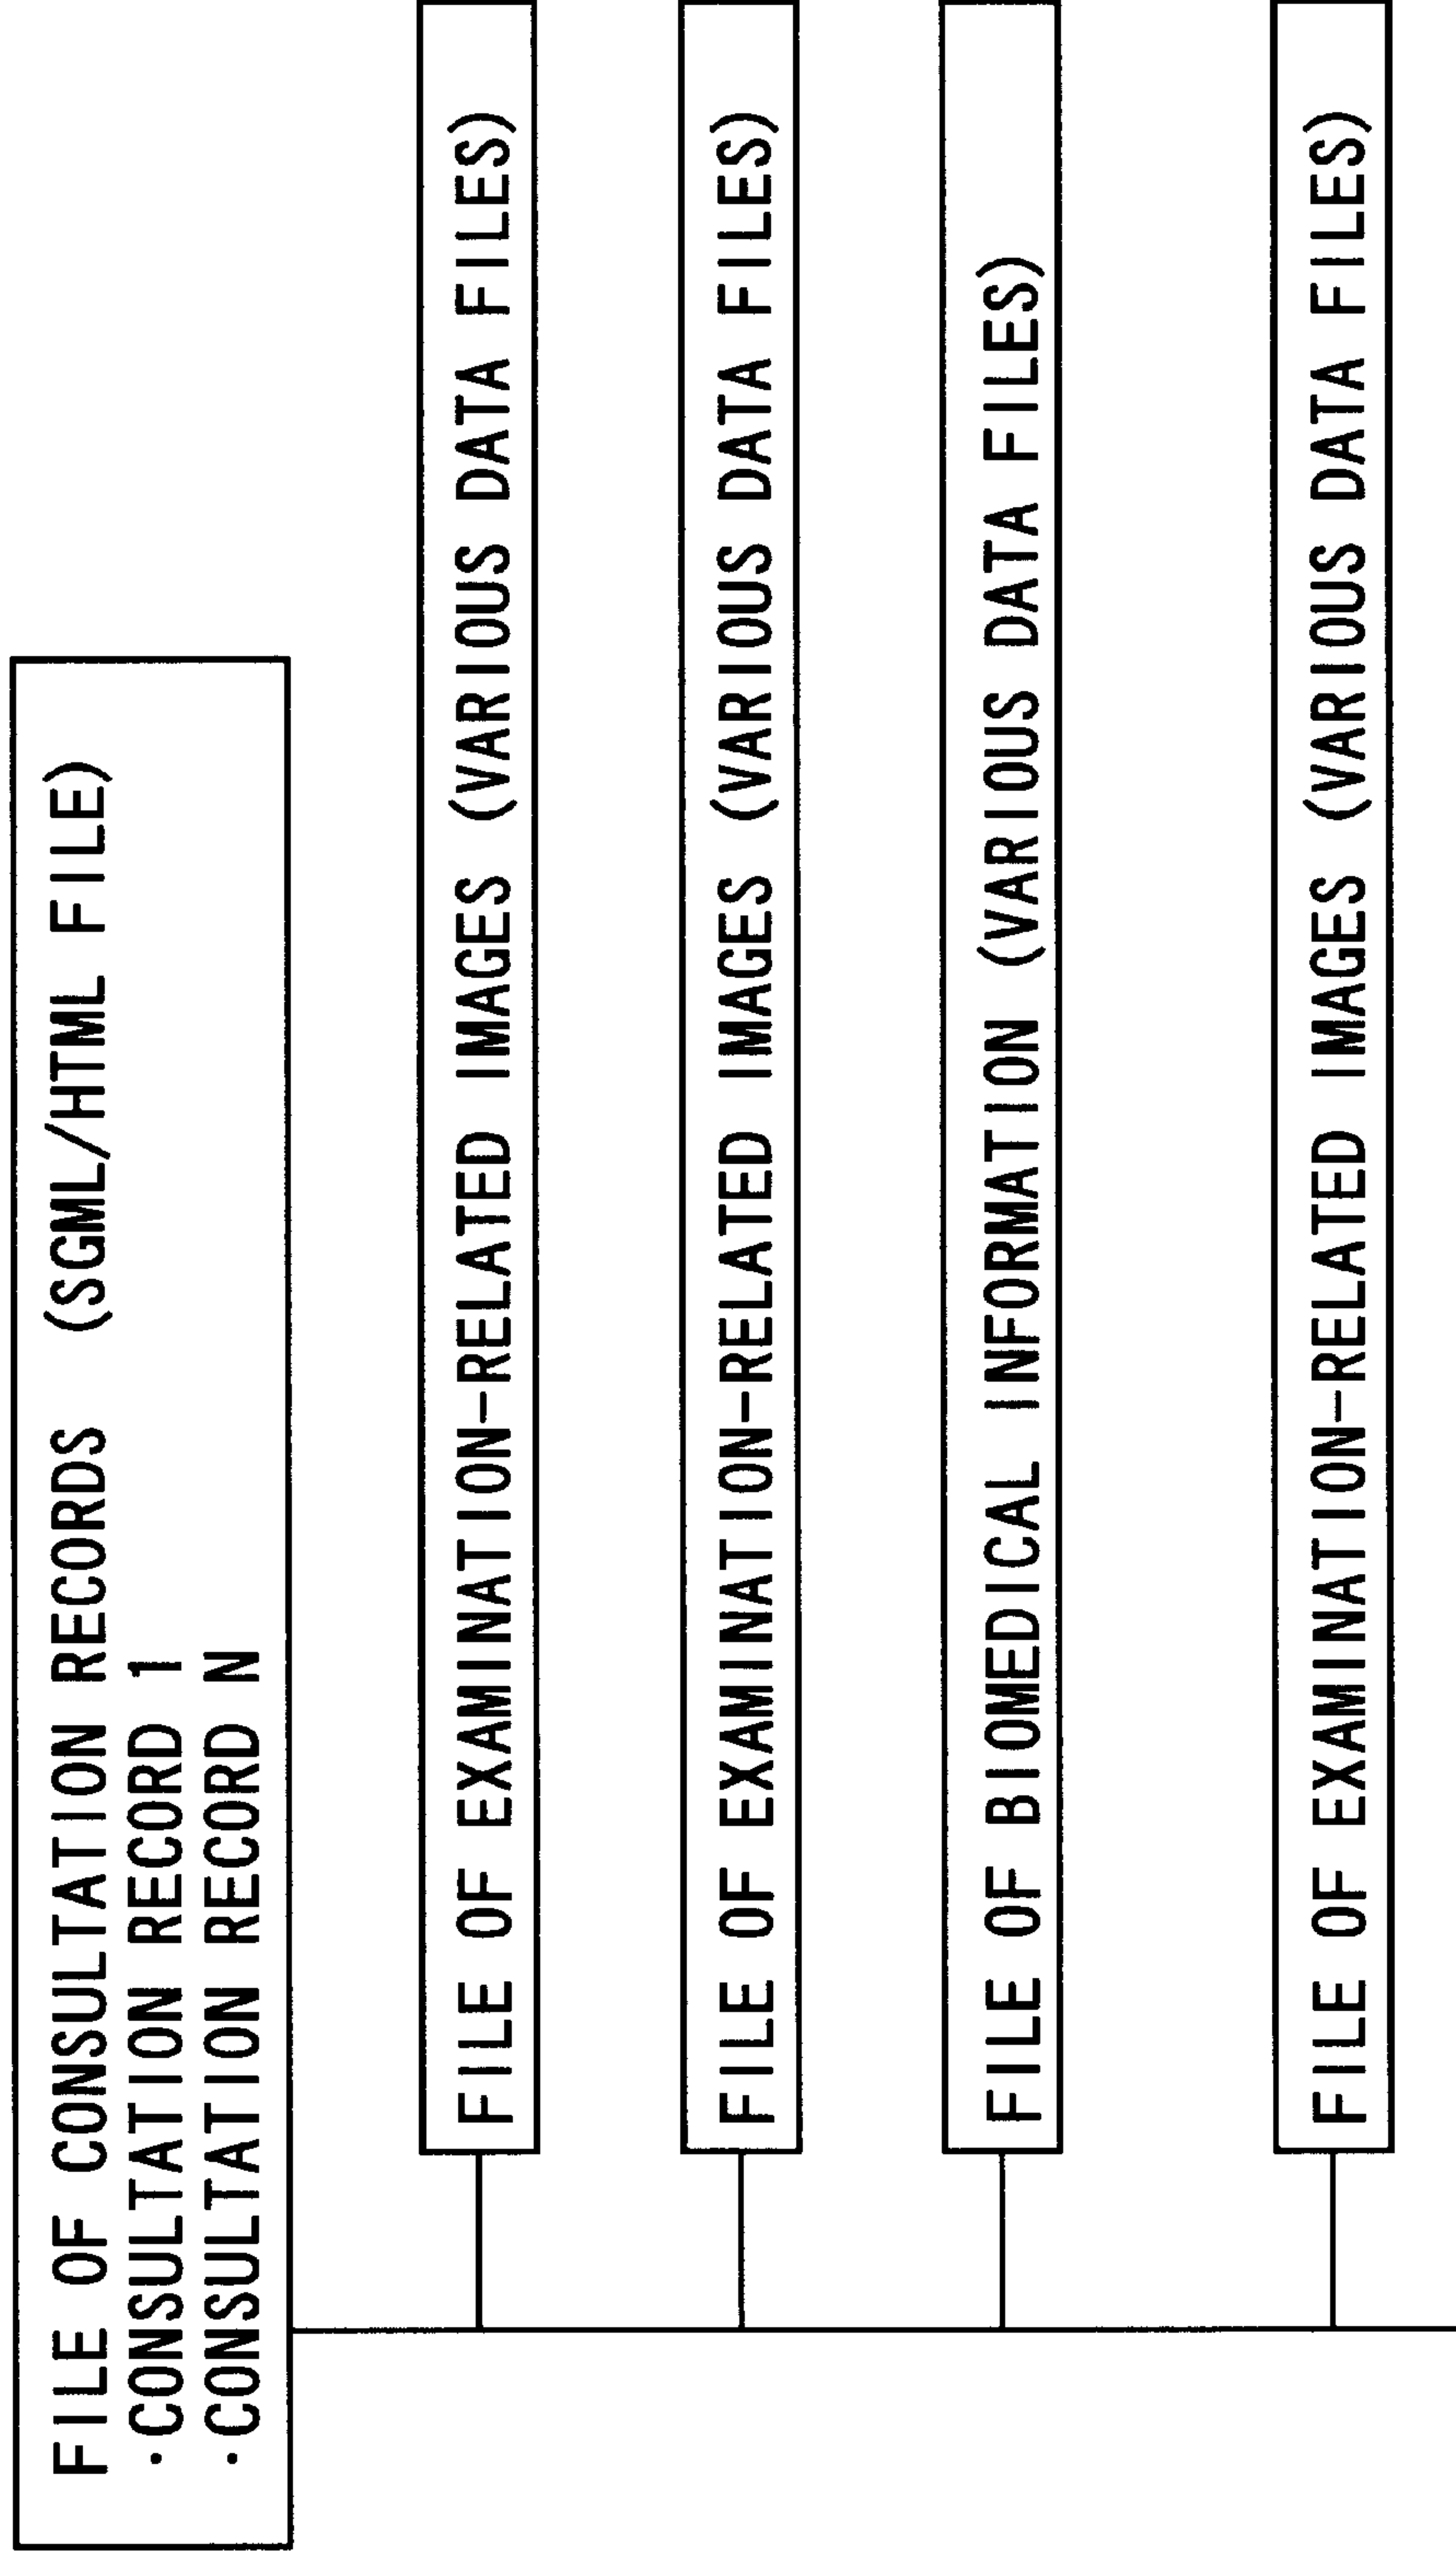 FILE OF CONSULTATION RECORDS (SGML/HTML FILE)
·CONSULTATION RECORD 1
·CONSULTATION RECORD N
FILE OF EXAMINATION-RELATED IMAGES (VARIOUS DATA FILES)
FILE OF EXAMINATION-RELATED IMAGES (VARIOUS DATA FILES)
FILE OF BIOMEDICAL INFORMATION (VARIOUS DATA FILES)
FILE OF EXAMINATION-RELATED IMAGES (VARIOUS DATA FILES)